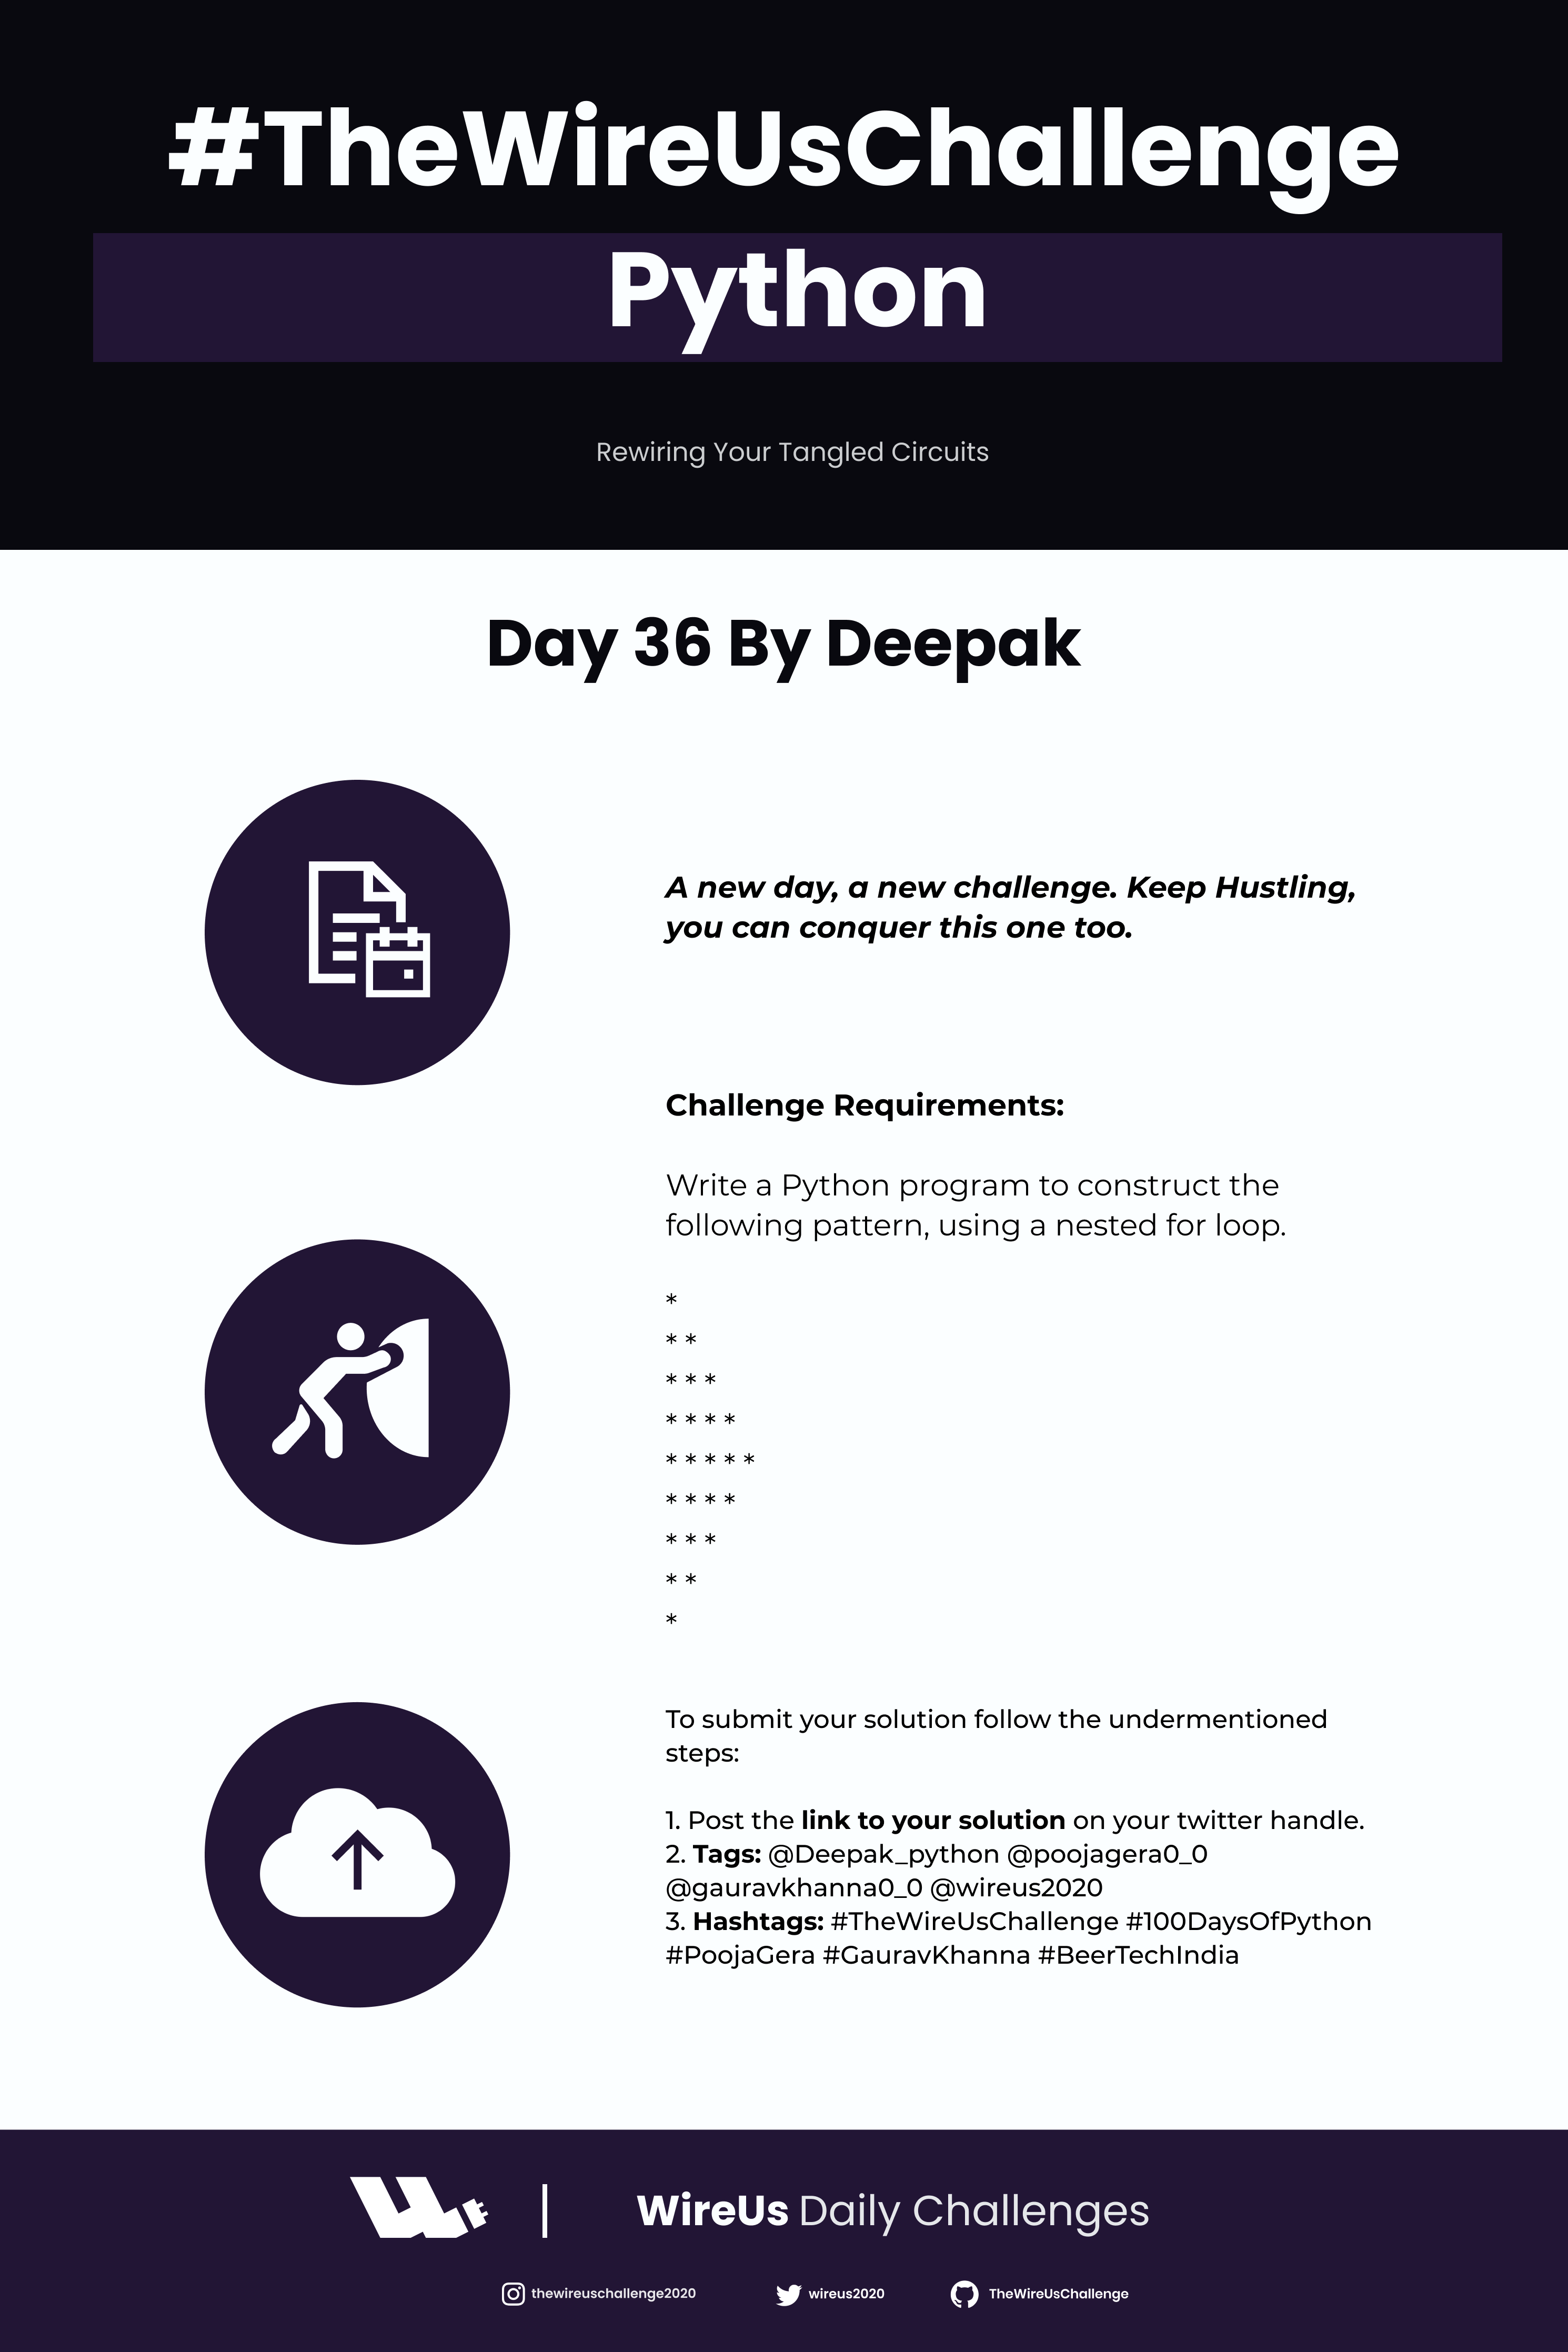 #TheWireUsChallenge
Python
Rewiring Your Tangled Circuits
Day 36 By Deepak
A new day, a new challenge. Keep Hustling,
you can conquer this one too.
Challenge Requirements:
Write a Python program to construct the
following pattern, using a nested for loop.
*
* *
* * *
* * * *
* * * * *
* * * *
* * *
* *
*
To submit your solution follow the undermentioned
steps:
1. Post the link to your solution on your twitter handle.
2. Tags: @Deepak_python @poojagera0_0
@gauravkhanna0_0 @wireus2020
3. Hashtags: #TheWireUsChallenge #100DaysOfPython
#PoojaGera #GauravKhanna #BeerTechIndia
WireUs Daily Challenges
thewireuschallenge2020 wireus2020 TheWireUsChallenge